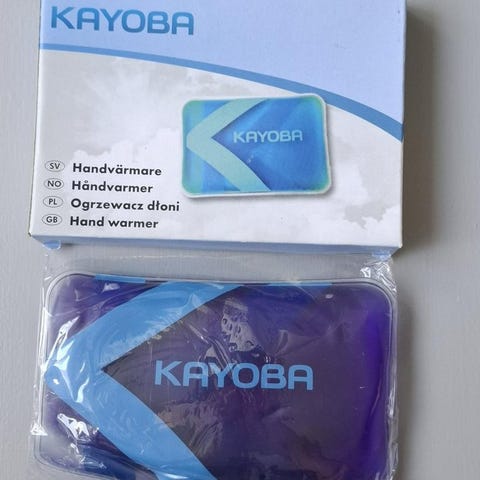 KAYOBA
KAYOBA
SV Handvärmare
NO Håndvarmer
PL Ogrzewacz dłoni
GB Hand warmer
KAYOBA